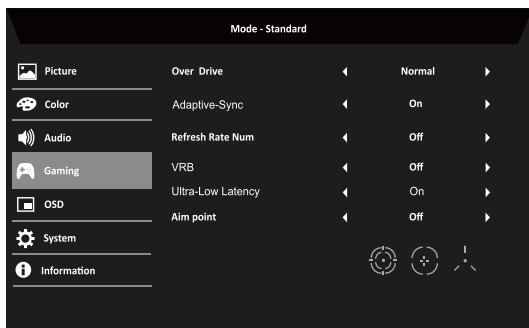 Mode - Standard
Picture
Color
Audio
Gaming
OSD
System
Information
Over Drive Normal
Adaptive-Sync On
Refresh Rate Num Off
VRB Off
Ultra-Low Latency On
Aim point Off